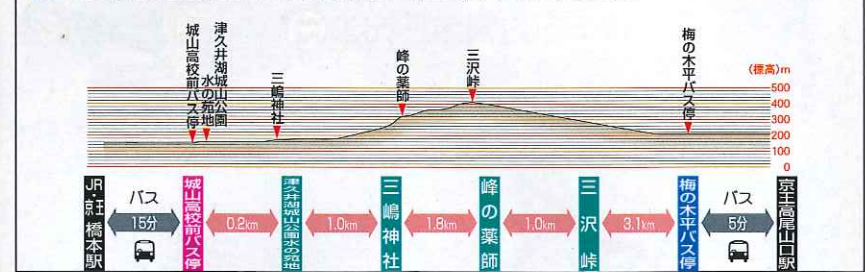 城山高校前バス停
津久井湖城山公園
水の苑地
三嶋神社
峰の薬師
三沢峠
梅の木平バス停
(標高)m
500
400
300
200
100
0
JR・京王 橋本駅
バス
15分
城山高校前バス停
0.2km
津久井湖城山公園水の苑地
1.0km
三嶋神社
1.8km
峰の薬師
1.0km
三沢峠
3.1km
梅の木平バス停
バス
5分
京王高尾山口駅